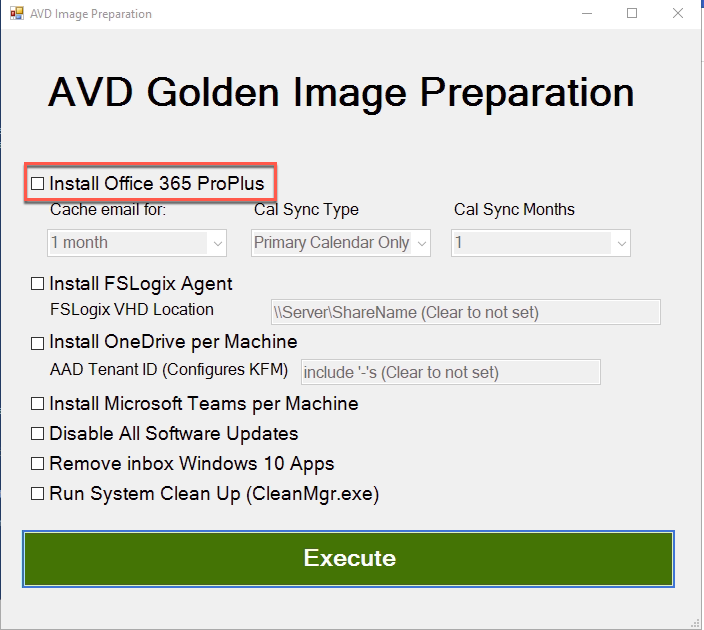 AVD Image Preparation
AVD Golden Image Preparation
Install Office 365 ProPlus
Cache email for: Cal Sync Type Cal Sync Months
1 month Primary Calendar Only 1
Install FSLogix Agent
FSLogix VHD Location \\Server\ShareName (Clear to not set)
Install OneDrive per Machine
AAD Tenant ID (Configures KFM) include '-'s (Clear to not set)
Install Microsoft Teams per Machine
Disable All Software Updates
Remove inbox Windows 10 Apps
Run System Clean Up (CleanMgr.exe)
Execute